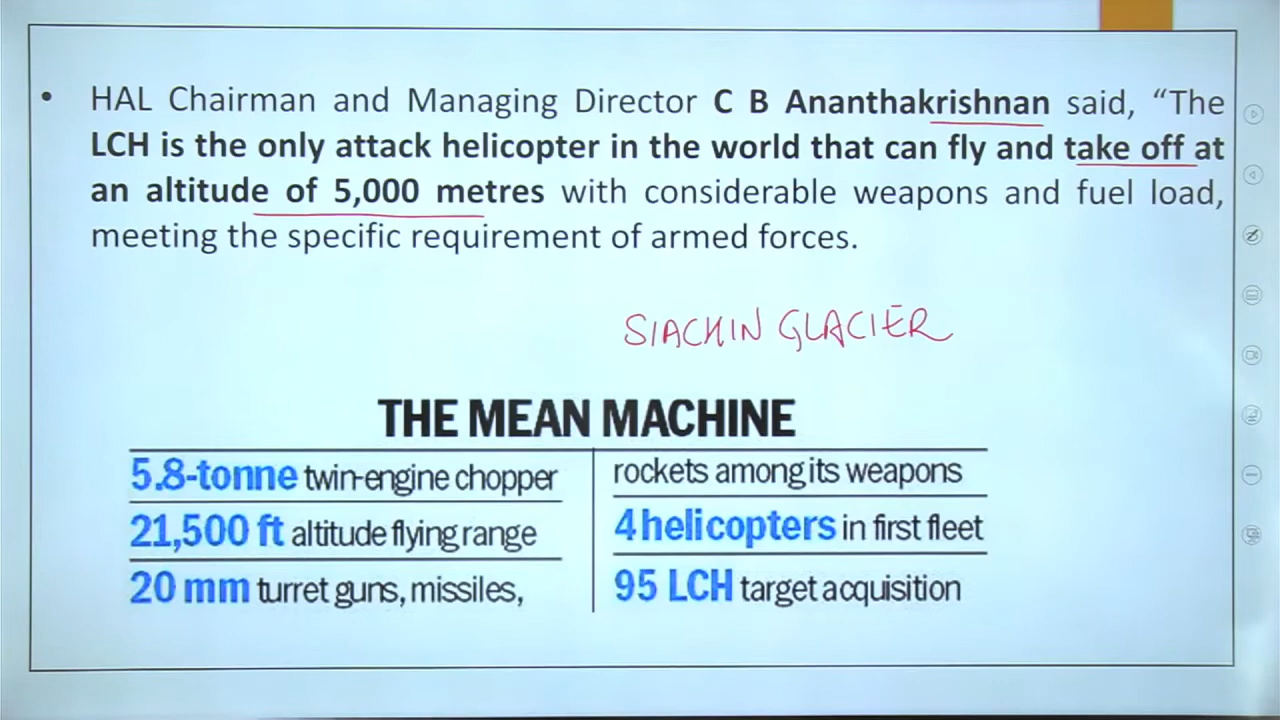 • HAL Chairman and Managing Director C B Ananthakrishnan said, “The
LCH is the only attack helicopter in the world that can fly and take off at
an altitude of 5,000 metres with considerable weapons and fuel load,
meeting the specific requirement of armed forces.
SIACHIN GLACIER
THE MEAN MACHINE
5.8-tonne twin-engine chopper
21,500 ft altitude flying range
20 mm turret guns, missiles,
rockets among its weapons
4 helicopters in first fleet
95 LCH target acquisition